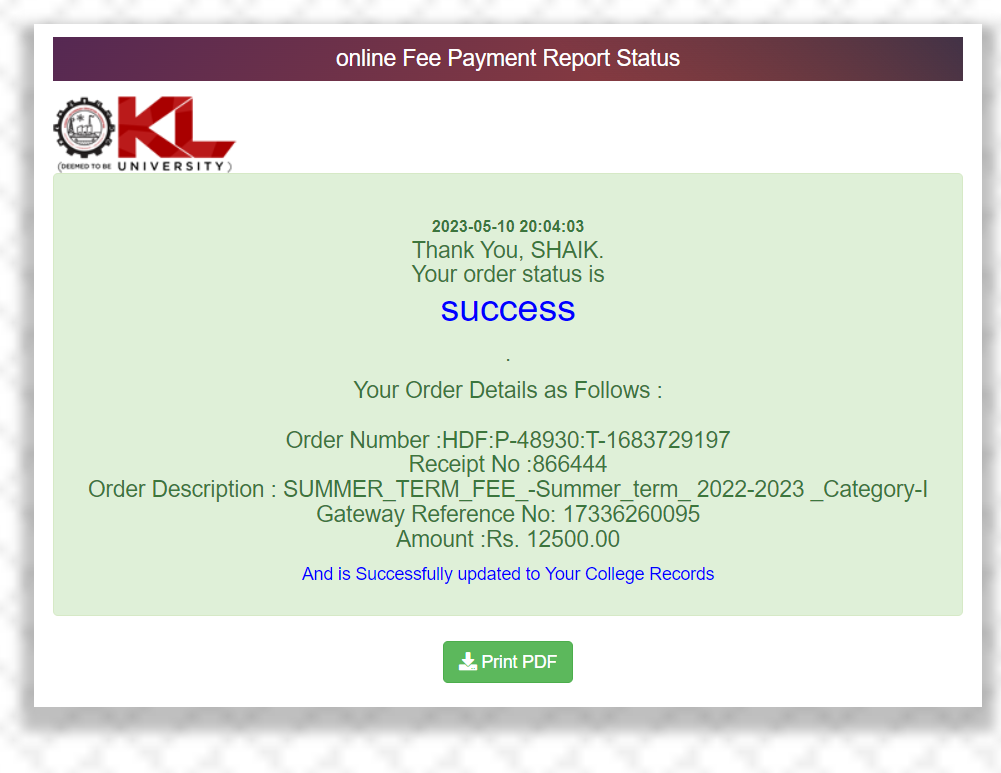 online Fee Payment Report Status
KL
(DEEMED TO BE UNIVERSITY)
2023-05-10 20:04:03
Thank You, SHAIK.
Your order status is
success
.
Your Order Details as Follows :
Order Number :HDF:P-48930:T-1683729197
Receipt No :866444
Order Description : SUMMER_TERM_FEE_-Summer_term_ 2022-2023 _Category-I
Gateway Reference No: 17336260095
Amount :Rs. 12500.00
And is Successfully updated to Your College Records
Print PDF